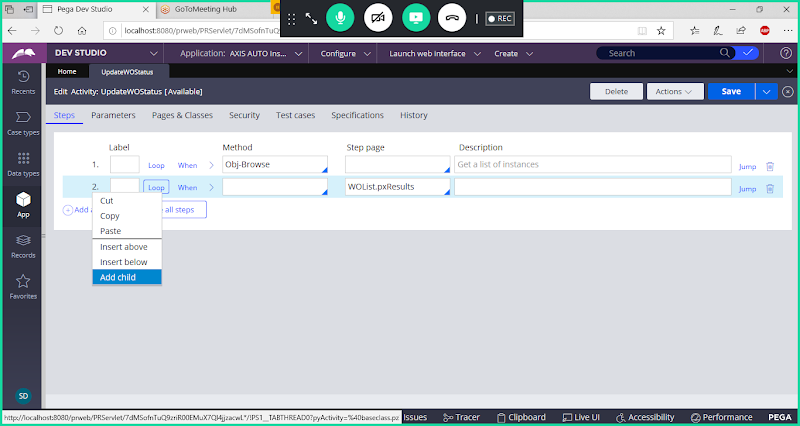 Pega Dev Studio
GoToMeeting Hub
REC
localhost:8080/prweb/PRServlet/7dMSofnTuQ
DEV STUDIO
Application: AXIS AUTO Ins...
Configure
Launch web interface
Create
Search
Recents
Case types
Data types
App
Records
Favorites
SD
Home
UpdateWOStatus
Edit Activity: UpdateWOStatus [Available]
Delete
Actions
Save
Steps Parameters Pages & Classes Security Test cases Specifications History
Label Method Step page Description
1. Loop When Obj-Browse Get a list of instances Jump
2. Loop When WOList.pxResults Jump
Add a
all steps
Cut
Copy
Paste
Insert above
Insert below
Add child
ABP
http://localhost:8080/prweb/PRServlet/7dMSofnTuQ9znR00EMuX7QI4jjzacwL*/!PS1__TABTHREAD0?pyActivity=%40baseclass.pz
Issues Tracer Clipboard Live UI Accessibility Performance PEGA